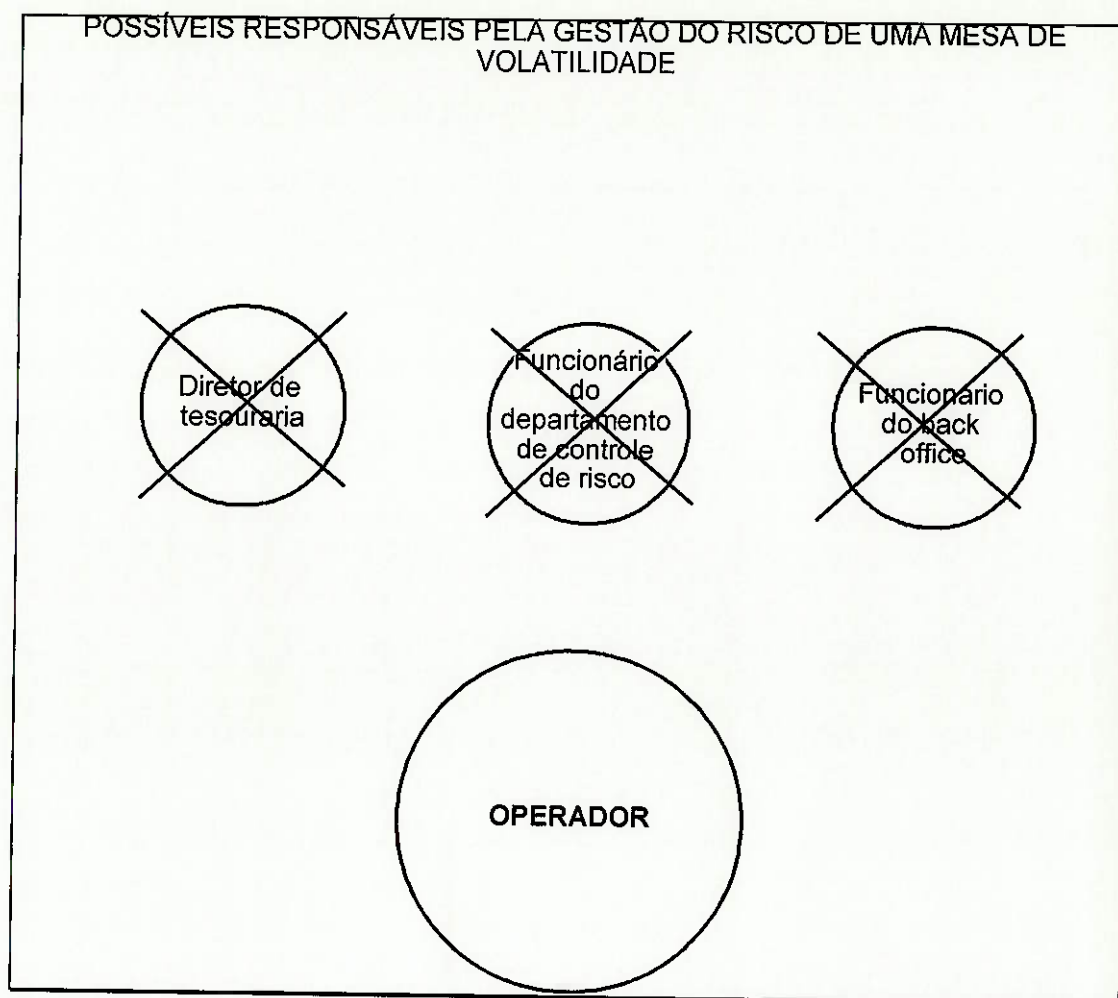 POSSÍVEIS RESPONSÁVEIS PELA GESTÃO DO RISCO DE UMA MESA DE
VOLATILIDADE
Diretor de
tesouraria
Funcionário
do
departamento
de controle
de risco
Funcionário
do back
office
OPERADOR